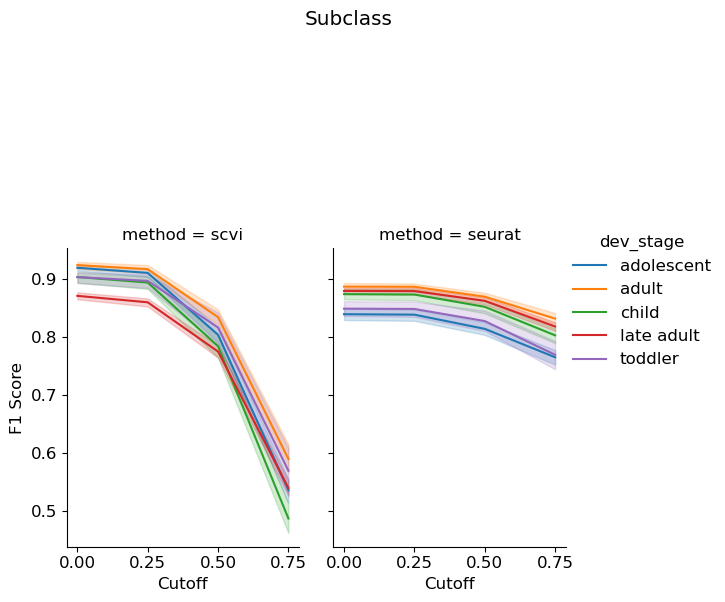 Subclass
method = scvi
method = seurat
dev_stage
adolescent
adult
child
late adult
toddler
F1 Score
0.9
0.8
0.7
0.6
0.5
0.00 0.25 0.50 0.75
0.00 0.25 0.50 0.75
Cutoff
Cutoff